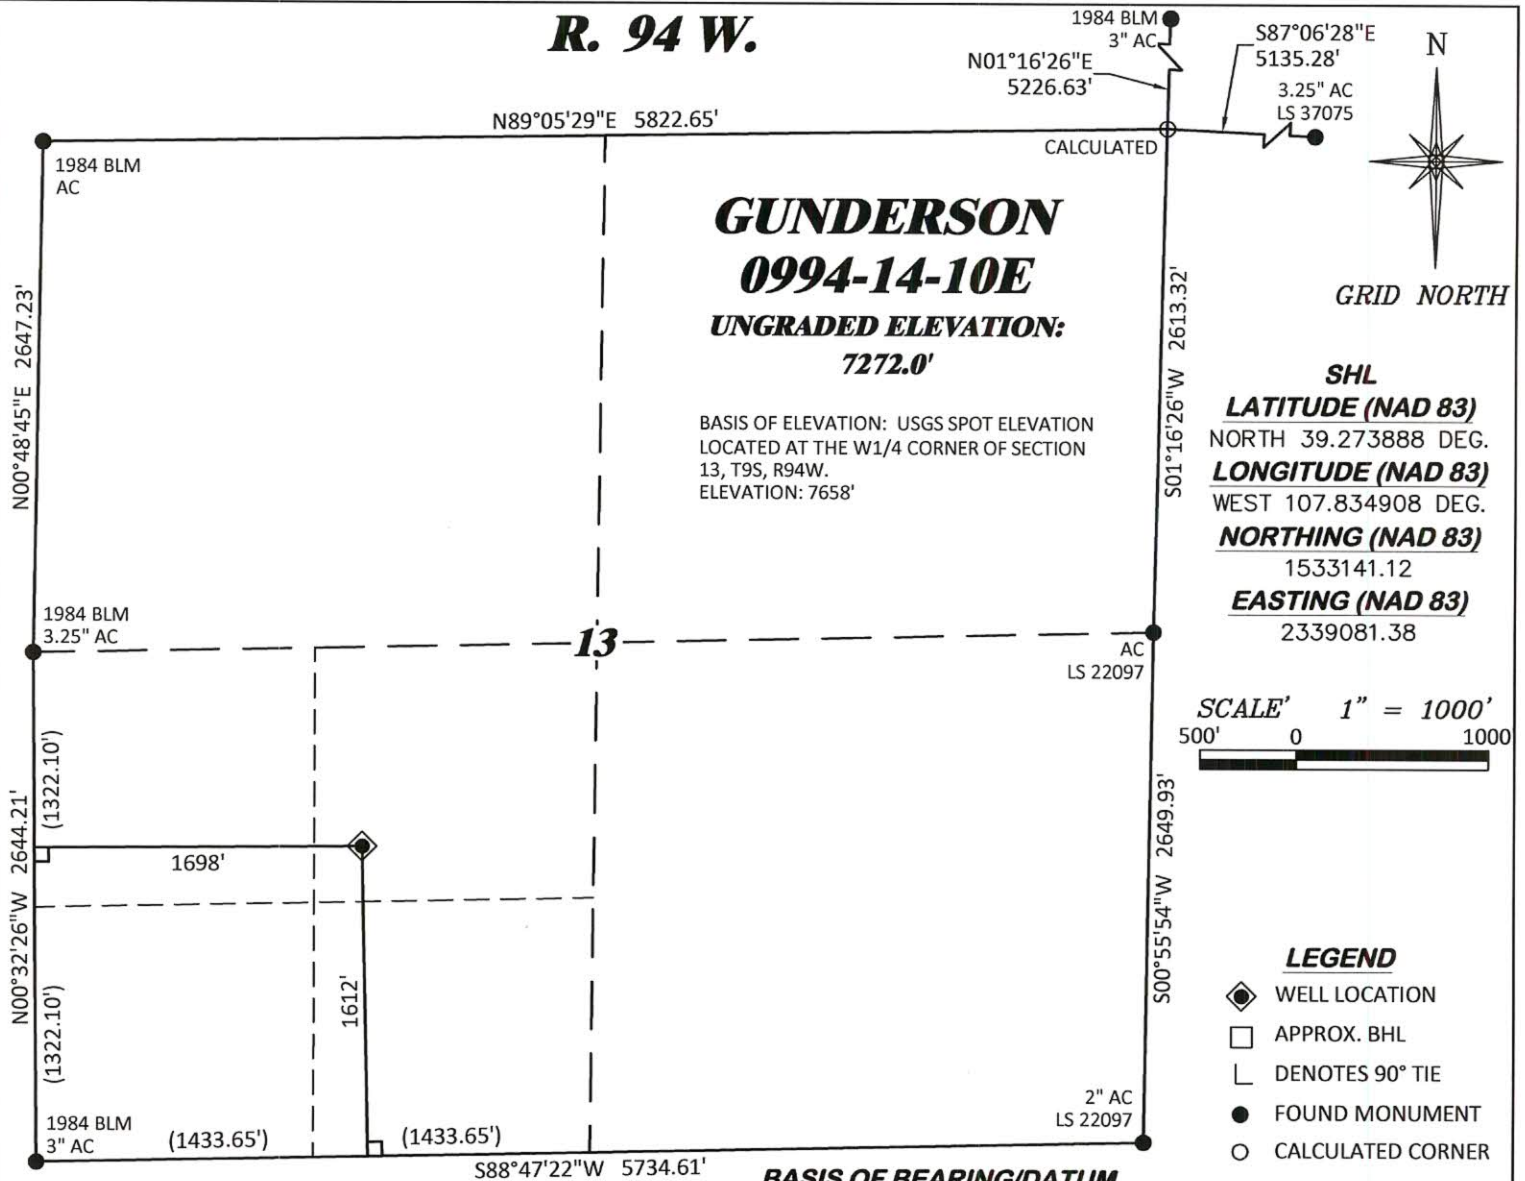 R. 94 W.
1984 BLM
3" AC
N01°16'26"E
5226.63'
S87°06'28"E
5135.28'
3.25" AC
LS 37075
N
N89°05'29"E 5822.65'
CALCULATED
1984 BLM
AC
GUNDERSON
0994-14-10E
UNGRADED ELEVATION:
7272.0'
BASIS OF ELEVATION: USGS SPOT ELEVATION
LOCATED AT THE W1/4 CORNER OF SECTION
13, T9S, R94W.
ELEVATION: 7658'
N00°48'45"E 2647.23'
S01°16'26"W 2613.32'
GRID NORTH
SHL
LATITUDE (NAD 83)
NORTH 39.273888 DEG.
LONGITUDE (NAD 83)
WEST 107.834908 DEG.
NORTHING (NAD 83)
1533141.12
EASTING (NAD 83)
2339081.38
1984 BLM
3.25" AC
13
AC
LS 22097
SCALE' 1" = 1000'
500' 0 1000
(1322.10')
N00°32'26"W 2644.21'
1698'
S00°55'54"W 2649.93'
1612'
(1322.10')
LEGEND
WELL LOCATION
APPROX. BHL
DENOTES 90° TIE
FOUND MONUMENT
CALCULATED CORNER
1984 BLM
3" AC
(1433.65')
(1433.65')
2" AC
LS 22097
S88°47'22"W 5734.61'
BASIS OF BEARING/DATUM